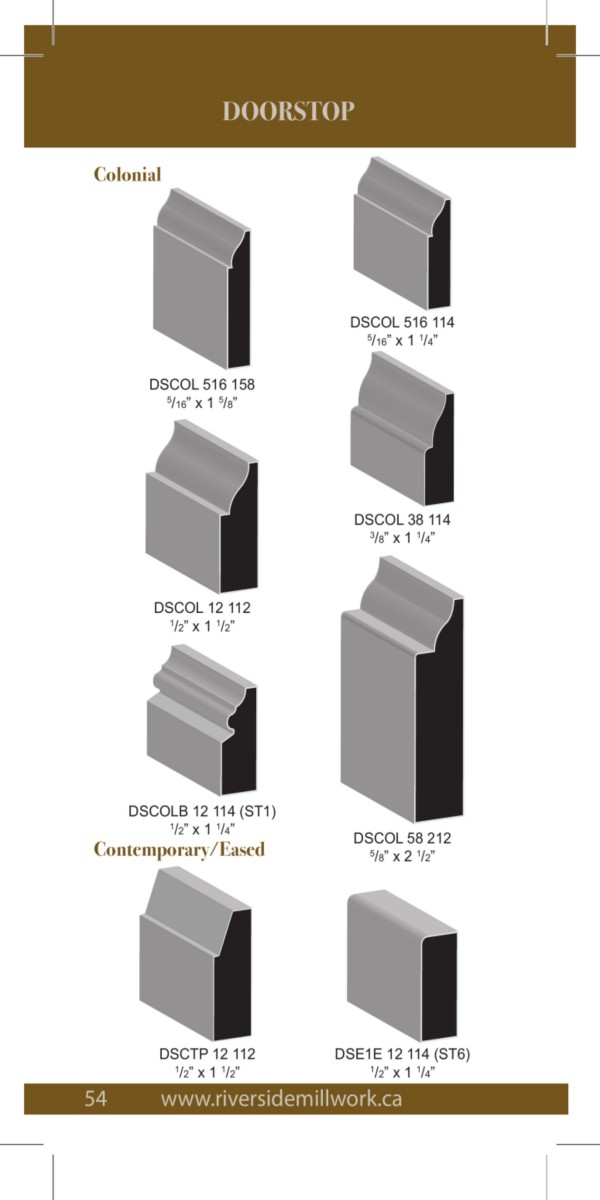 DOORSTOP
Colonial
DSCOL 516 158
5/16” x 1 5/8”
DSCOL 516 114
5/16” x 1 1/4”
DSCOL 38 114
3/8” x 1 1/4”
DSCOL 12 112
1/2” x 1 1/2”
DSCOLB 12 114 (ST1)
1/2” x 1 1/4”
DSCOL 58 212
5/8” x 2 1/2”
Contemporary/Eased
DSCTP 12 112
1/2” x 1 1/2”
DSE1E 12 114 (ST6)
1/2” x 1 1/4”
54 www.riversidemillwork.ca